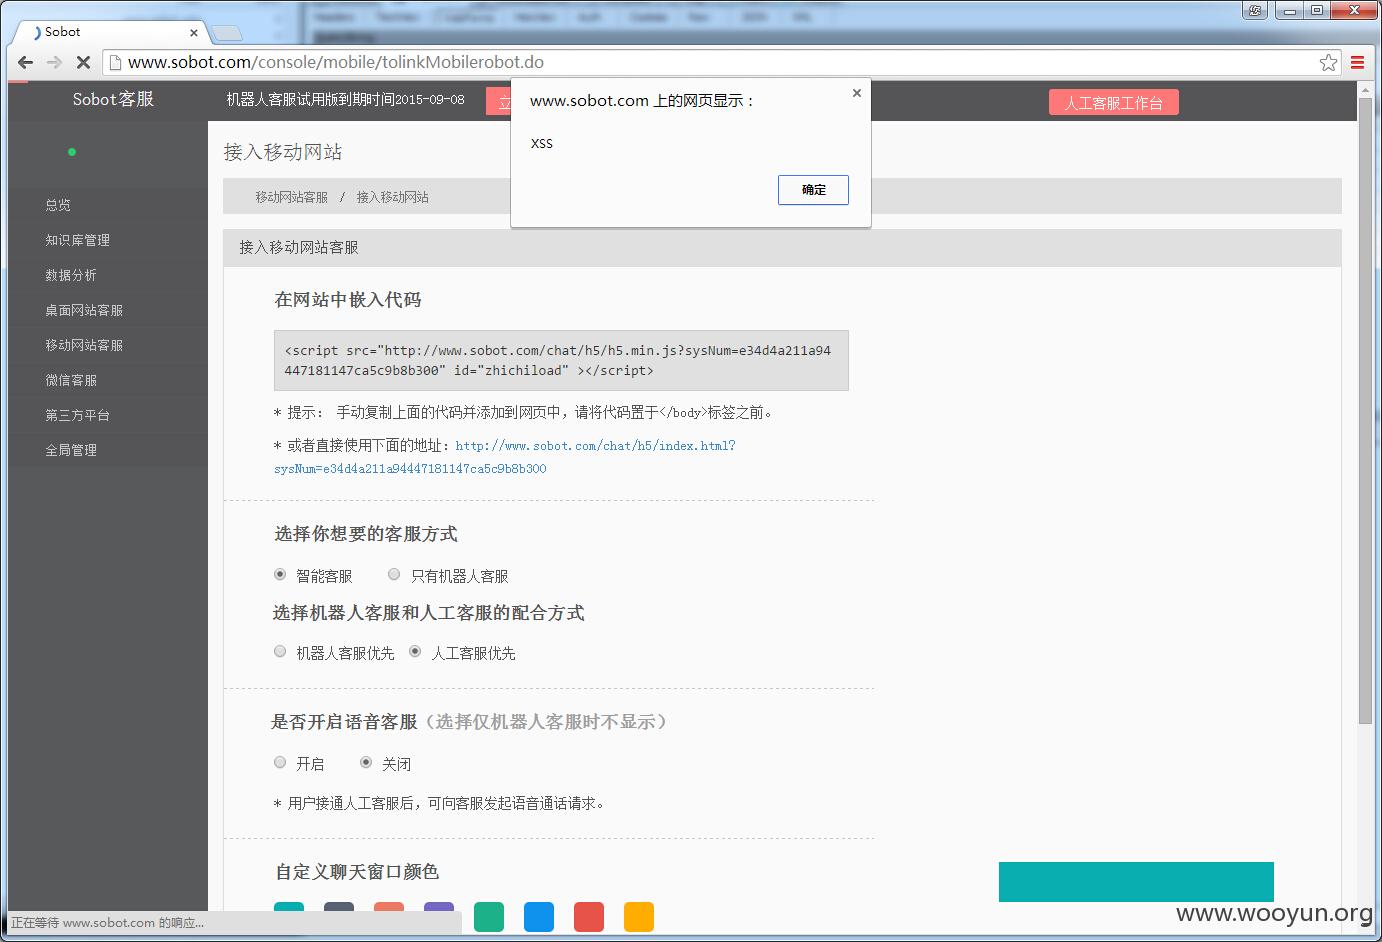 Sobot
www.sobot.com/console/mobile/tolinkMobilerobot.do
Sobot客服
机器人客服试用版到期时间2015-09-08
立
人工客服工作台
www.sobot.com 上的网页显示：
XSS
确定
总览
知识库管理
数据分析
桌面网站客服
移动网站客服
微信客服
第三方平台
全局管理
接入移动网站
移动网站客服 / 接入移动网站
接入移动网站客服
在网站中嵌入代码
<script src="http://www.sobot.com/chat/h5/h5.min.js?sysNum=e34d4a211a94
447181147ca5c9b8b300" id="zhichiload" ></script>
* 提示： 手动复制上面的代码并添加到网页中，请将代码置于</body>标签之前。
* 或者直接使用下面的地址：http://www.sobot.com/chat/h5/index.html?
sysNum=e34d4a211a94447181147ca5c9b8b300
选择你想要的客服方式
智能客服 只有机器人客服
选择机器人客服和人工客服的配合方式
机器人客服优先 人工客服优先
是否开启语音客服（选择仅机器人客服时不显示）
开启 关闭
* 用户接通人工客服后，可向客服发起语音通话请求。
自定义聊天窗口颜色
正在等待 www.sobot.com 的响应...
www.wooyun.org